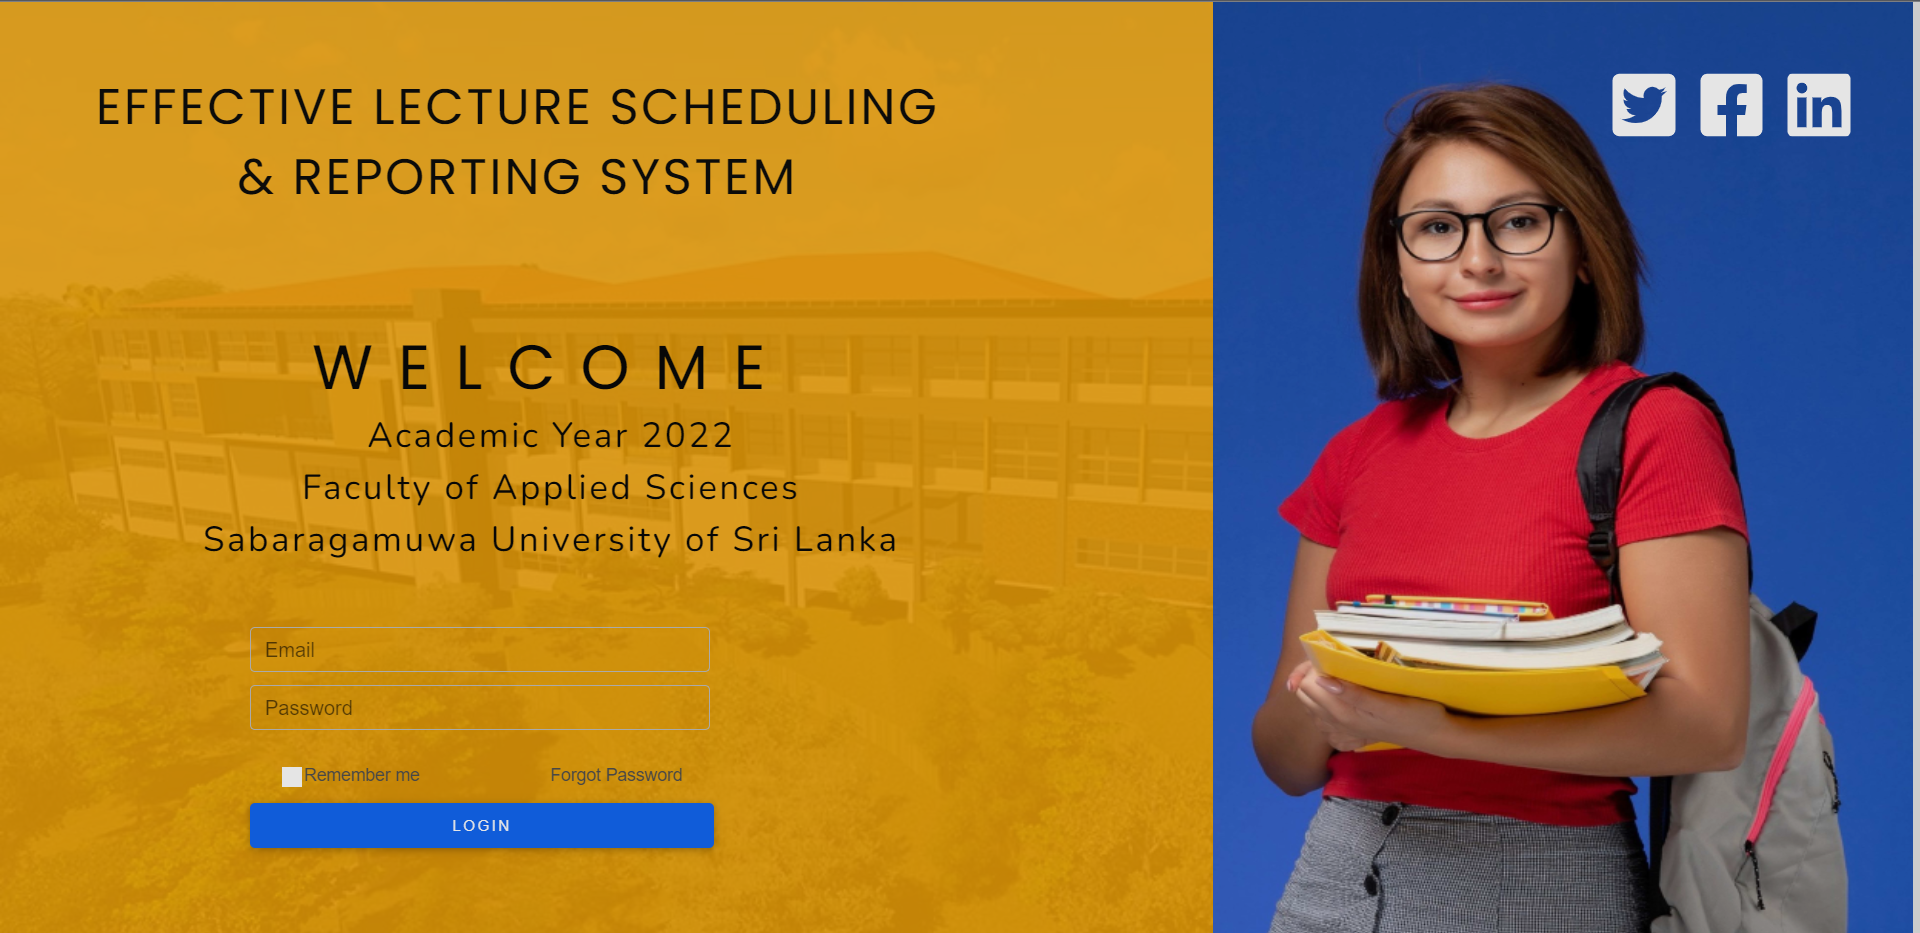 EFFECTIVE LECTURE SCHEDULING
& REPORTING SYSTEM
WELCOME
Academic Year 2022
Faculty of Applied Sciences
Sabaragamuwa University of Sri Lanka
Email
Password
Remember me
Forgot Password
LOGIN